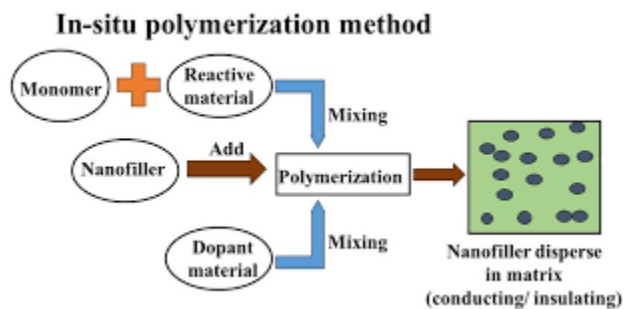 In-situ polymerization method
Monomer
Reactive
material
Mixing
Add
Nanofiller
Polymerization
Mixing
Dopant
material
Nanofiller disperse
in matrix
(conducting/ insulating)